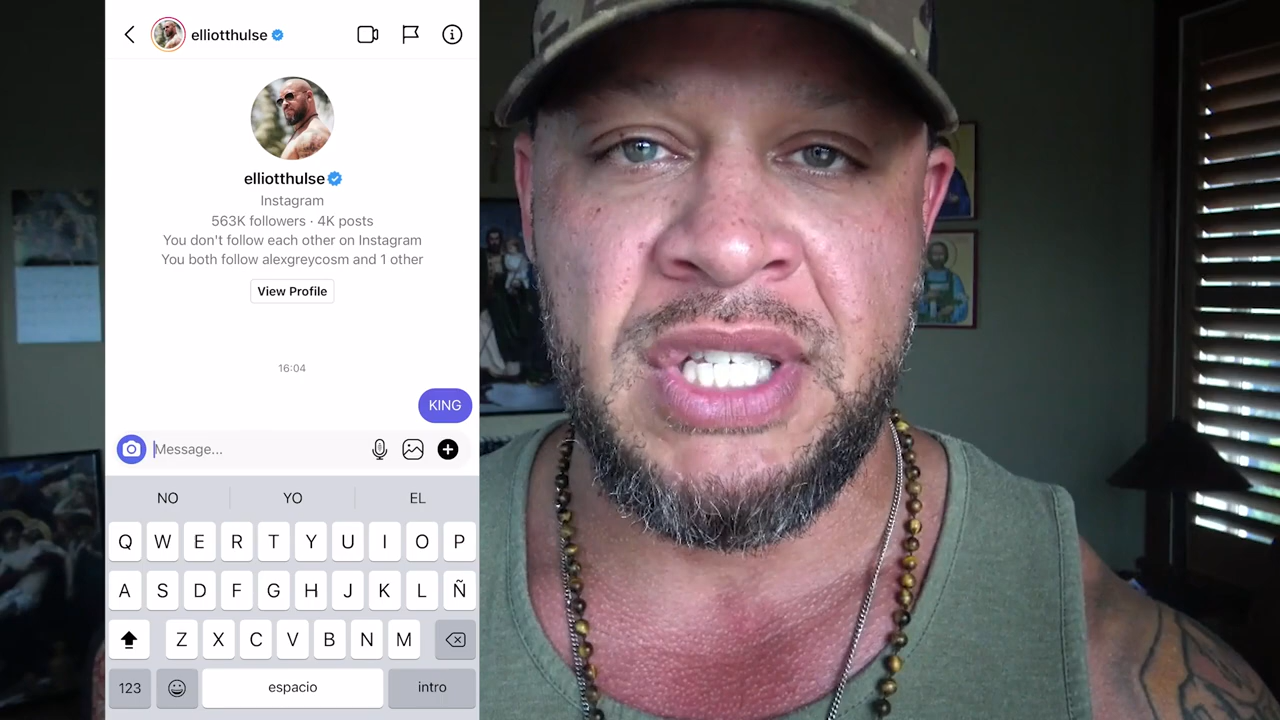 elliotthulse
elliotthulse
Instagram
563K followers · 4K posts
You don't follow each other on Instagram
You both follow alexgreycosm and 1 other
View Profile
16:04
KING
Message...
NO YO EL
Q W E R T Y U I O P
A S D F G H J K L Ñ
Z X C V B N M
123 espacio intro